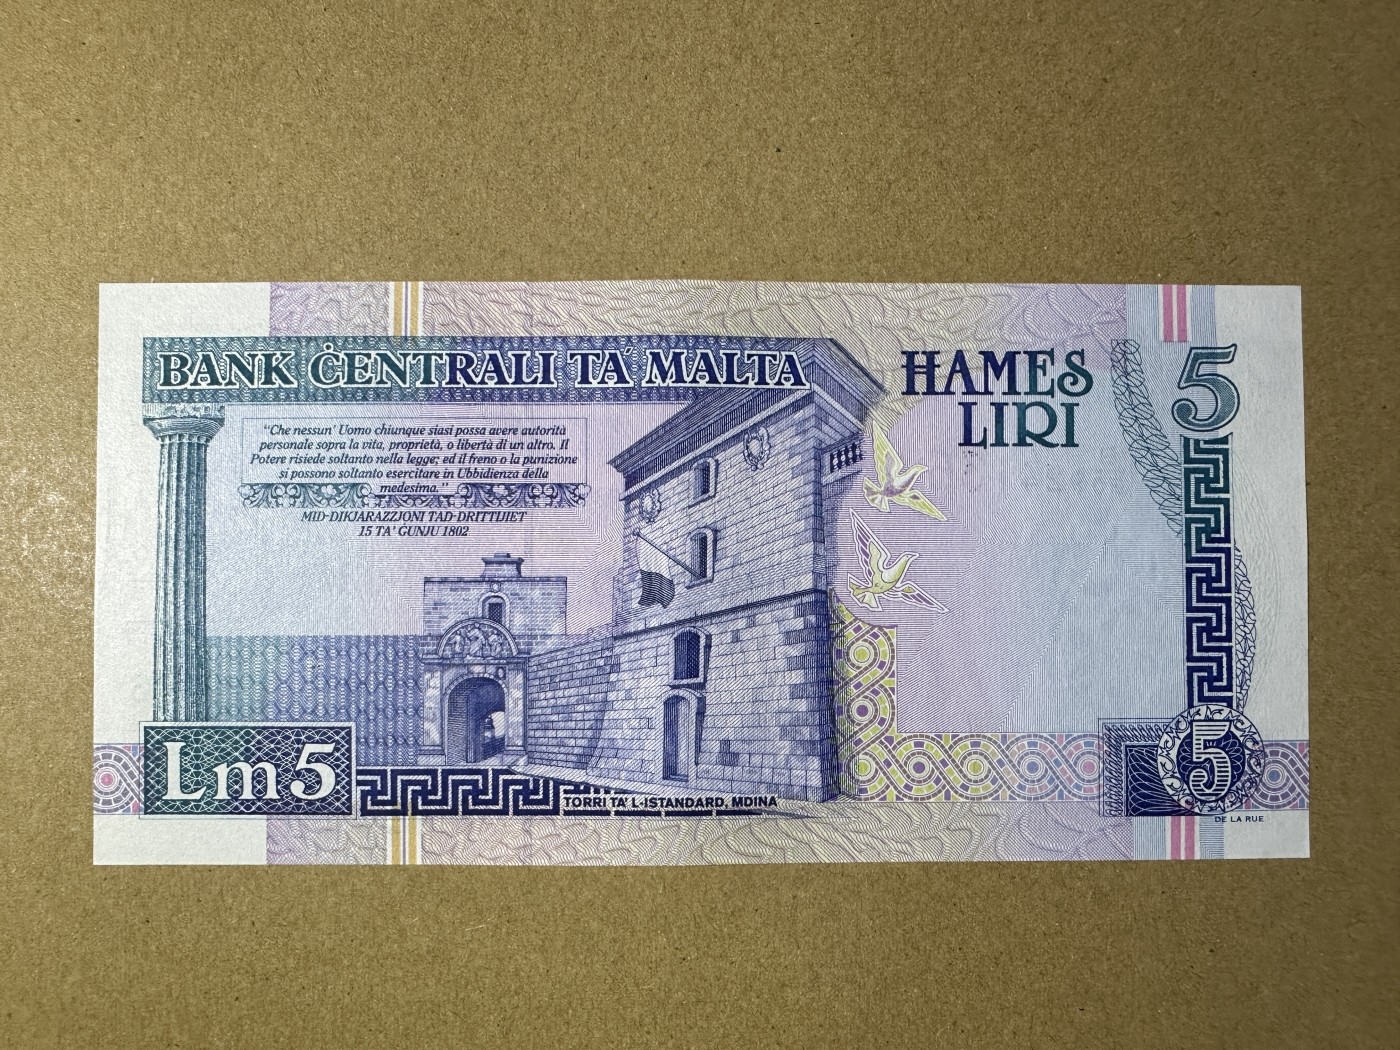 BANK ĊENTRALI TA' MALTA
ĦAMES
LIRI
5
"Che nessun' Uomo chiunque siasi possa avere autorità
personale sopra la vita, proprietà, o libertà di un altro. Il
Potere risiede soltanto nella legge; ed il freno o la punizione
si possono soltanto esercitare in Ubbidienza della
medesima."
MID-DIKJARAZZJONI TAD-DRITTIJIET
15 TA' ĠUNJU 1802
Lm5
TORRI TA' L-ISTANDARD, MDINA
5
DE LA RUE